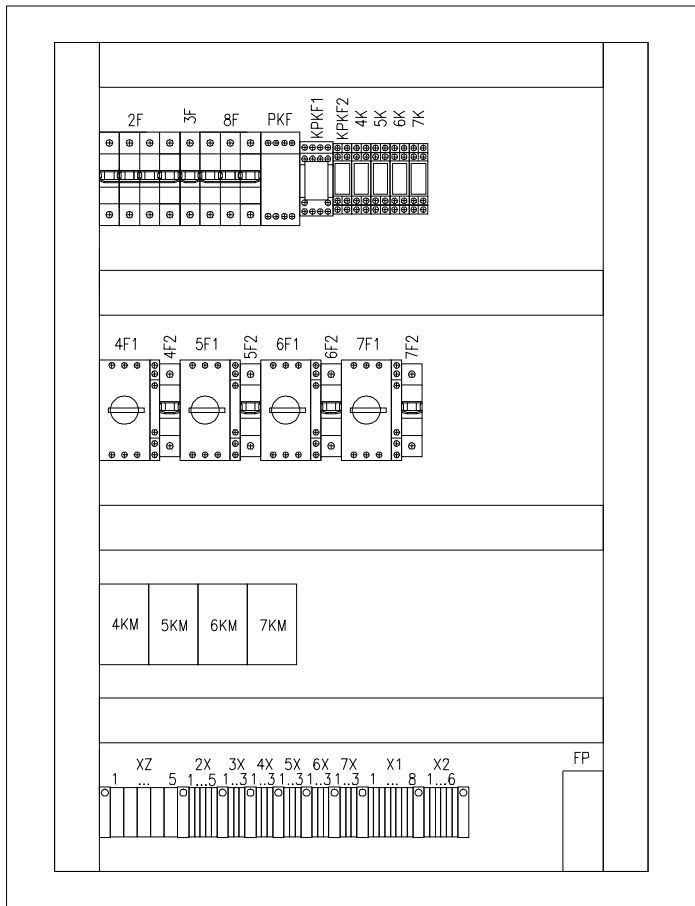 2F 3F 8F PKF KPKF1 KPKF2 4K 5K 6K 7K
4F1 4F2 5F1 5F2 6F1 6F2 7F1 7F2
4KM 5KM 6KM 7KM
XZ 2X 3X 4X 5X 6X 7X X1 X2 FP
1 ... 5 1...5 1..3 1..3 1..3 1..3 1..3 1 ... 8 1...6